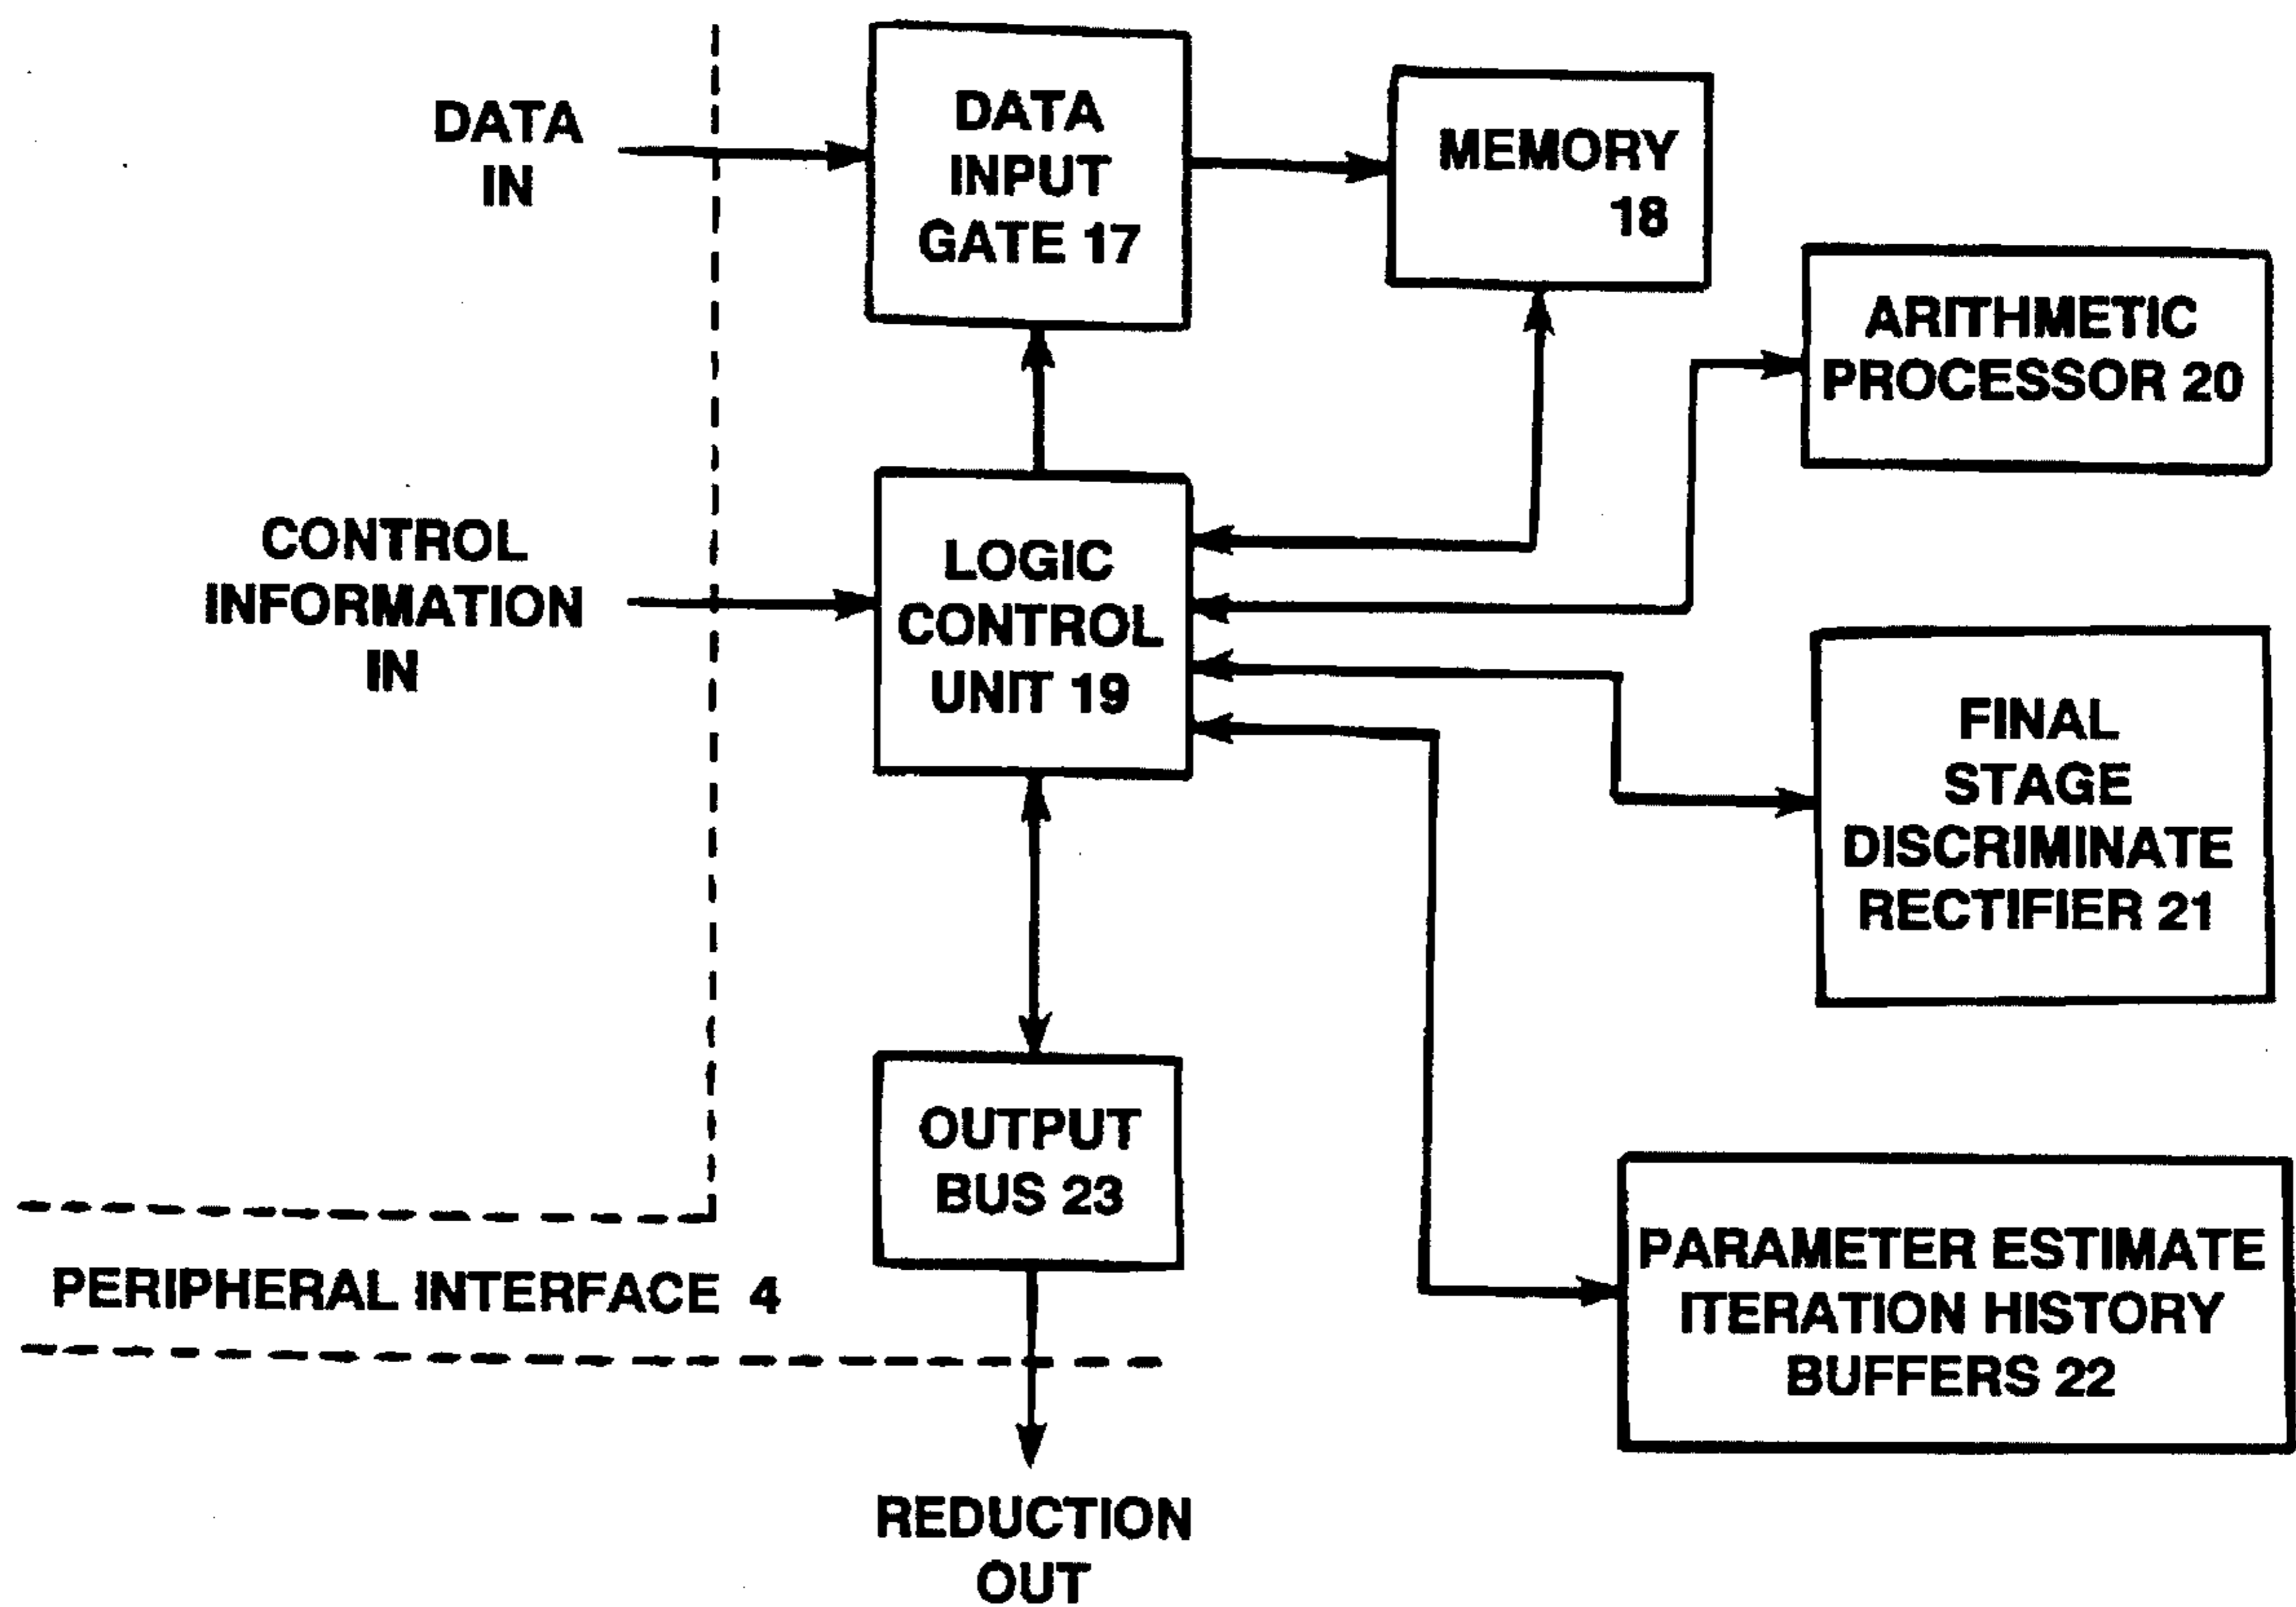 DATA
IN
DATA
INPUT
GATE 17
MEMORY
18
ARITHMETIC
PROCESSOR 20
CONTROL
INFORMATION
IN
LOGIC
CONTROL
UNIT 19
FINAL
STAGE
DISCRIMINATE
RECTIFIER 21
OUTPUT
BUS 23
PERIPHERAL INTERFACE 4
PARAMETER ESTIMATE
ITERATION HISTORY
BUFFERS 22
REDUCTION
OUT